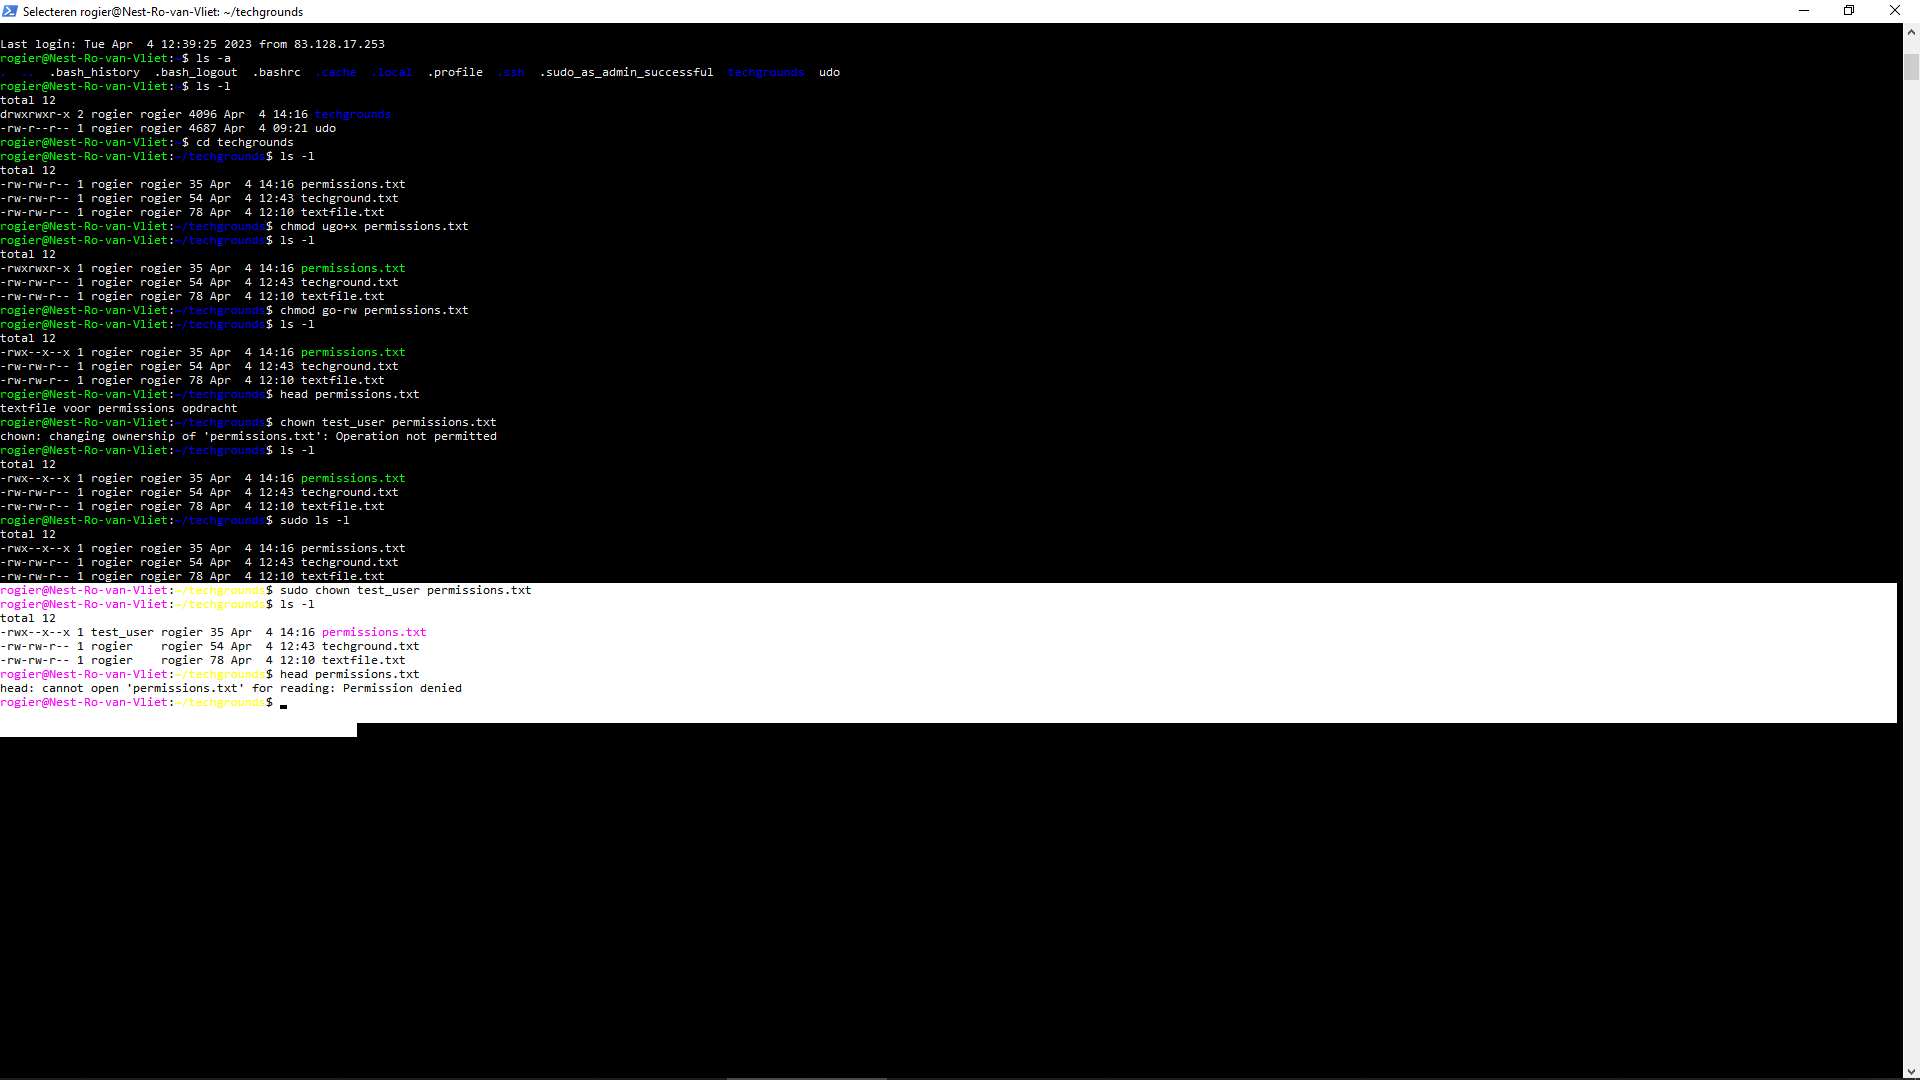 Selecteren rogier@Nest-Ro-van-Vliet: ~/techgrounds
Last login: Tue Apr  4 12:39:25 2023 from 83.128.17.253
rogier@Nest-Ro-van-Vliet:~$ ls -a
.  ..  .bash_history  .bash_logout  .bashrc  .cache  .local  .profile  .ssh  .sudo_as_admin_successful  techgrounds  udo
rogier@Nest-Ro-van-Vliet:~$ ls -l
total 12
drwxrwxr-x 2 rogier rogier 4096 Apr  4 14:16 techgrounds
-rw-r--r-- 1 rogier rogier 4687 Apr  4 09:21 udo
rogier@Nest-Ro-van-Vliet:~$ cd techgrounds
rogier@Nest-Ro-van-Vliet:~/techgrounds$ ls -l
total 12
-rw-rw-r-- 1 rogier rogier 35 Apr  4 14:16 permissions.txt
-rw-rw-r-- 1 rogier rogier 54 Apr  4 12:43 techground.txt
-rw-rw-r-- 1 rogier rogier 78 Apr  4 12:10 textfile.txt
rogier@Nest-Ro-van-Vliet:~/techgrounds$ chmod ugo+x permissions.txt
rogier@Nest-Ro-van-Vliet:~/techgrounds$ ls -l
total 12
-rwxrwxr-x 1 rogier rogier 35 Apr  4 14:16 permissions.txt
-rw-rw-r-- 1 rogier rogier 54 Apr  4 12:43 techground.txt
-rw-rw-r-- 1 rogier rogier 78 Apr  4 12:10 textfile.txt
rogier@Nest-Ro-van-Vliet:~/techgrounds$ chmod go-rw permissions.txt
rogier@Nest-Ro-van-Vliet:~/techgrounds$ ls -l
total 12
-rwx--x--x 1 rogier rogier 35 Apr  4 14:16 permissions.txt
-rw-rw-r-- 1 rogier rogier 54 Apr  4 12:43 techground.txt
-rw-rw-r-- 1 rogier rogier 78 Apr  4 12:10 textfile.txt
rogier@Nest-Ro-van-Vliet:~/techgrounds$ head permissions.txt
textfile voor permissions opdracht
rogier@Nest-Ro-van-Vliet:~/techgrounds$ chown test_user permissions.txt
chown: changing ownership of 'permissions.txt': Operation not permitted
rogier@Nest-Ro-van-Vliet:~/techgrounds$ ls -l
total 12
-rwx--x--x 1 rogier rogier 35 Apr  4 14:16 permissions.txt
-rw-rw-r-- 1 rogier rogier 54 Apr  4 12:43 techground.txt
-rw-rw-r-- 1 rogier rogier 78 Apr  4 12:10 textfile.txt
rogier@Nest-Ro-van-Vliet:~/techgrounds$ sudo ls -l
total 12
-rwx--x--x 1 rogier rogier 35 Apr  4 14:16 permissions.txt
-rw-rw-r-- 1 rogier rogier 54 Apr  4 12:43 techground.txt
-rw-rw-r-- 1 rogier rogier 78 Apr  4 12:10 textfile.txt
rogier@Nest-Ro-van-Vliet:~/techgrounds$ sudo chown test_user permissions.txt
rogier@Nest-Ro-van-Vliet:~/techgrounds$ ls -l
total 12
-rwx--x--x 1 test_user rogier 35 Apr  4 14:16 permissions.txt
-rw-rw-r-- 1 rogier    rogier 54 Apr  4 12:43 techground.txt
-rw-rw-r-- 1 rogier    rogier 78 Apr  4 12:10 textfile.txt
rogier@Nest-Ro-van-Vliet:~/techgrounds$ head permissions.txt
head: cannot open 'permissions.txt' for reading: Permission denied
rogier@Nest-Ro-van-Vliet:~/techgrounds$